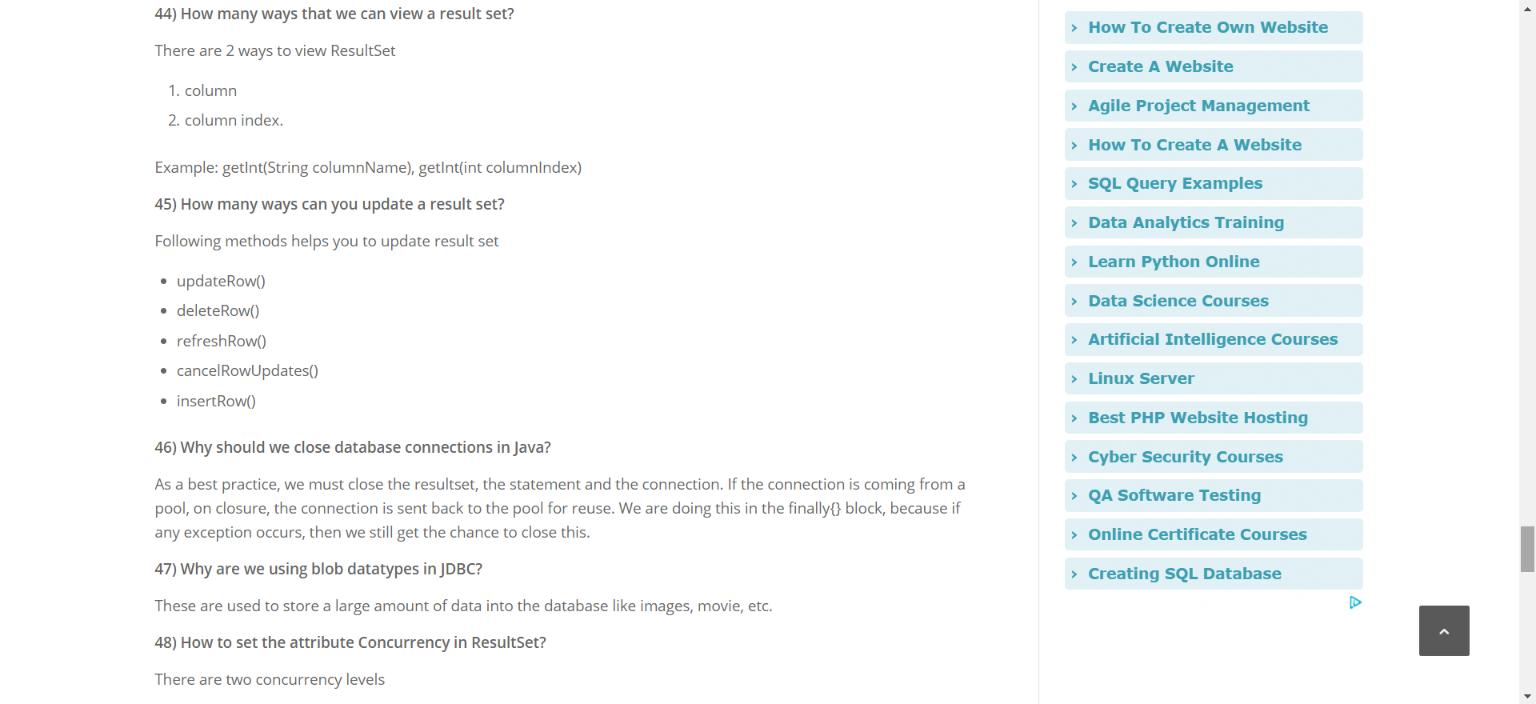 44) How many ways that we can view a result set?
There are 2 ways to view ResultSet
1. column
2. column index.
Example: getInt(String columnName), getInt(int columnIndex)
45) How many ways can you update a result set?
Following methods helps you to update result set
• updateRow()
• deleteRow()
• refreshRow()
• cancelRowUpdates()
• insertRow()
46) Why should we close database connections in Java?
As a best practice, we must close the resultset, the statement and the connection. If the connection is coming from a
pool, on closure, the connection is sent back to the pool for reuse. We are doing this in the finally{} block, because if
any exception occurs, then we still get the chance to close this.
47) Why are we using blob datatypes in JDBC?
These are used to store a large amount of data into the database like images, movie, etc.
48) How to set the attribute Concurrency in ResultSet?
There are two concurrency levels
How To Create Own Website
Create A Website
Agile Project Management
How To Create A Website
SQL Query Examples
Data Analytics Training
Learn Python Online
Data Science Courses
Artificial Intelligence Courses
Linux Server
Best PHP Website Hosting
Cyber Security Courses
QA Software Testing
Online Certificate Courses
Creating SQL Database